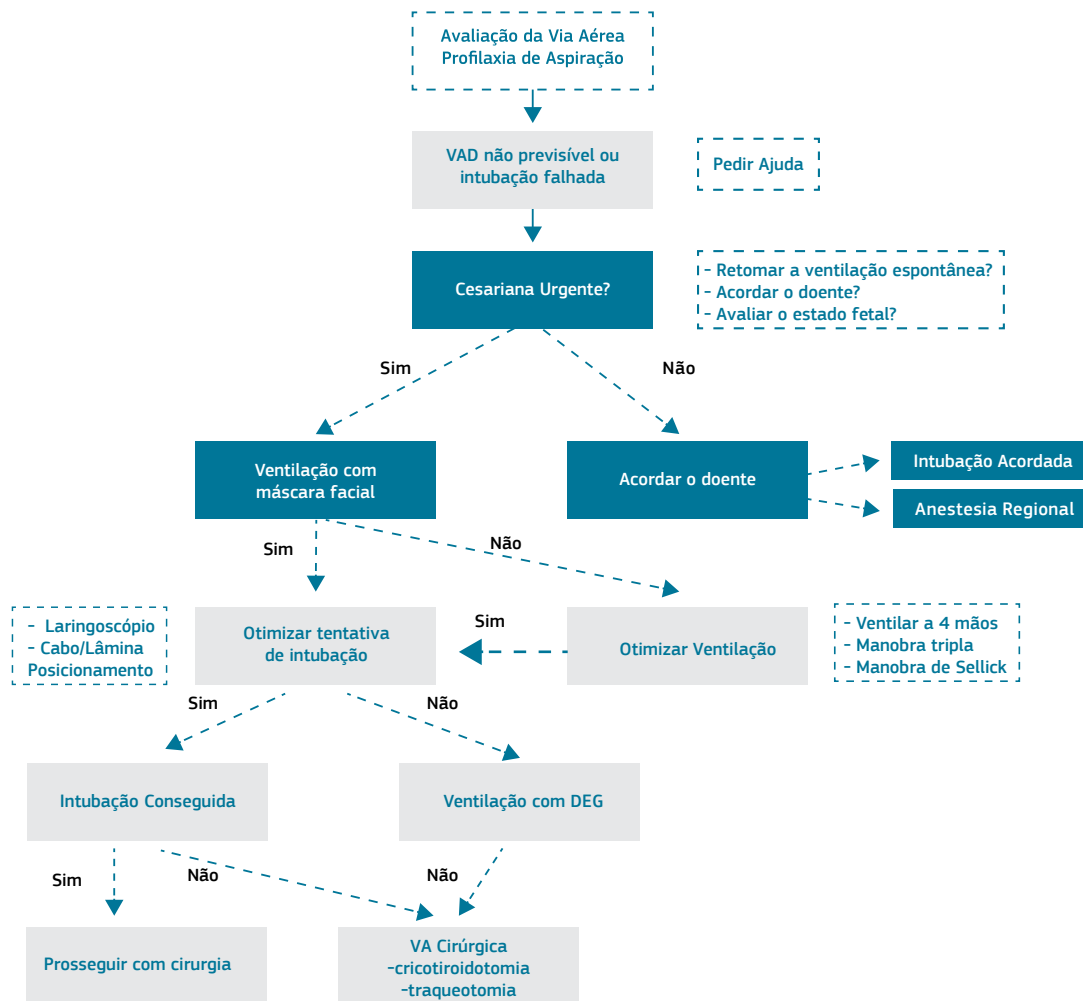 Avaliação da Via Aérea
Profilaxia de Aspiração
VAD não previsível ou
intubação falhada
Pedir Ajuda
Cesariana Urgente?
- Retomar a ventilação espontânea?
- Acordar o doente?
- Avaliar o estado fetal?
Sim
Não
Ventilação com
máscara facial
Acordar o doente
Intubação Acordada
Anestesia Regional
Sim
Não
- Laringoscópio
- Cabo/Lâmina
Posicionamento
Otimizar tentativa
de intubação
Sim
Otimizar Ventilação
- Ventilar a 4 mãos
- Manobra tripla
- Manobra de Sellick
Sim
Não
Intubação Conseguida
Ventilação com DEG
Sim
Não
Não
Prosseguir com cirurgia
VA Cirúrgica
-cricotiroidotomia
-traqueotomia